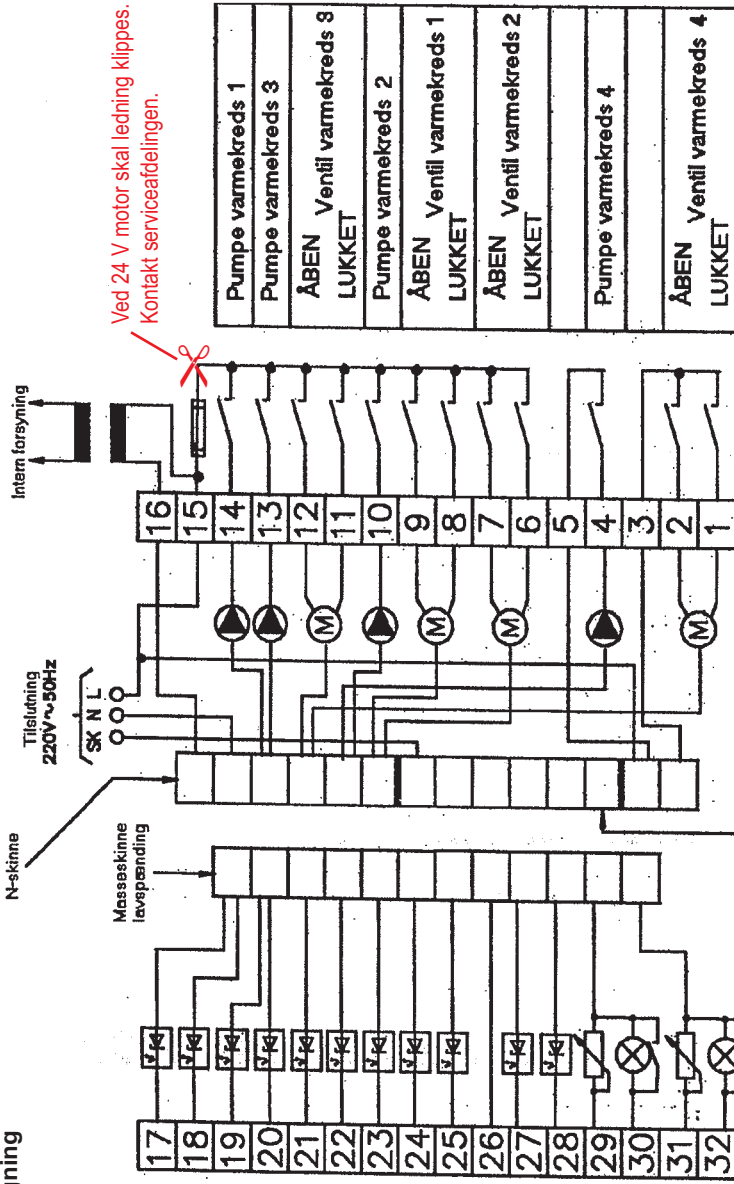 gning
N-skinne
Tilslutning
220V~50Hz
SK N L
Masseskinne
lavspænding
Intern forsyning
Ved 24 V motor skal ledning klippes.
Kontakt serviceafdelingen.
16
15
14
13
12
11
10
9
8
7
6
5
4
3
2
1
Pumpe varmekreds 1
Pumpe varmekreds 3
ÅBEN Ventil varmekreds 3
LUKKET
Pumpe varmekreds 2
ÅBEN Ventil varmekreds 1
LUKKET
ÅBEN Ventil varmekreds 2
LUKKET
Pumpe varmekreds 4
ÅBEN Ventil varmekreds 4
LUKKET
M
M
M
M
17
18
19
20
21
22
23
24
25
26
27
28
29
30
31
32